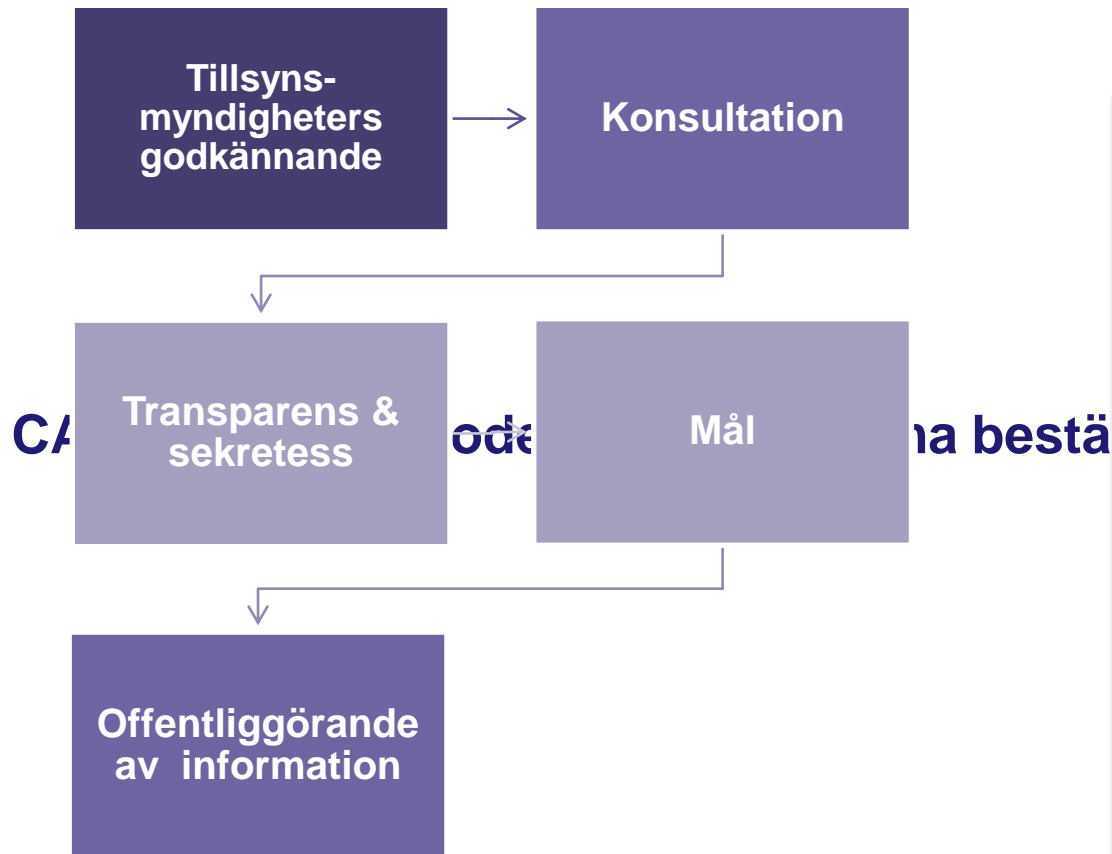 Tillsyns-
myndigheters
godkännande
Konsultation
Transparens &
sekretess
Mål
Offentliggörande
av information